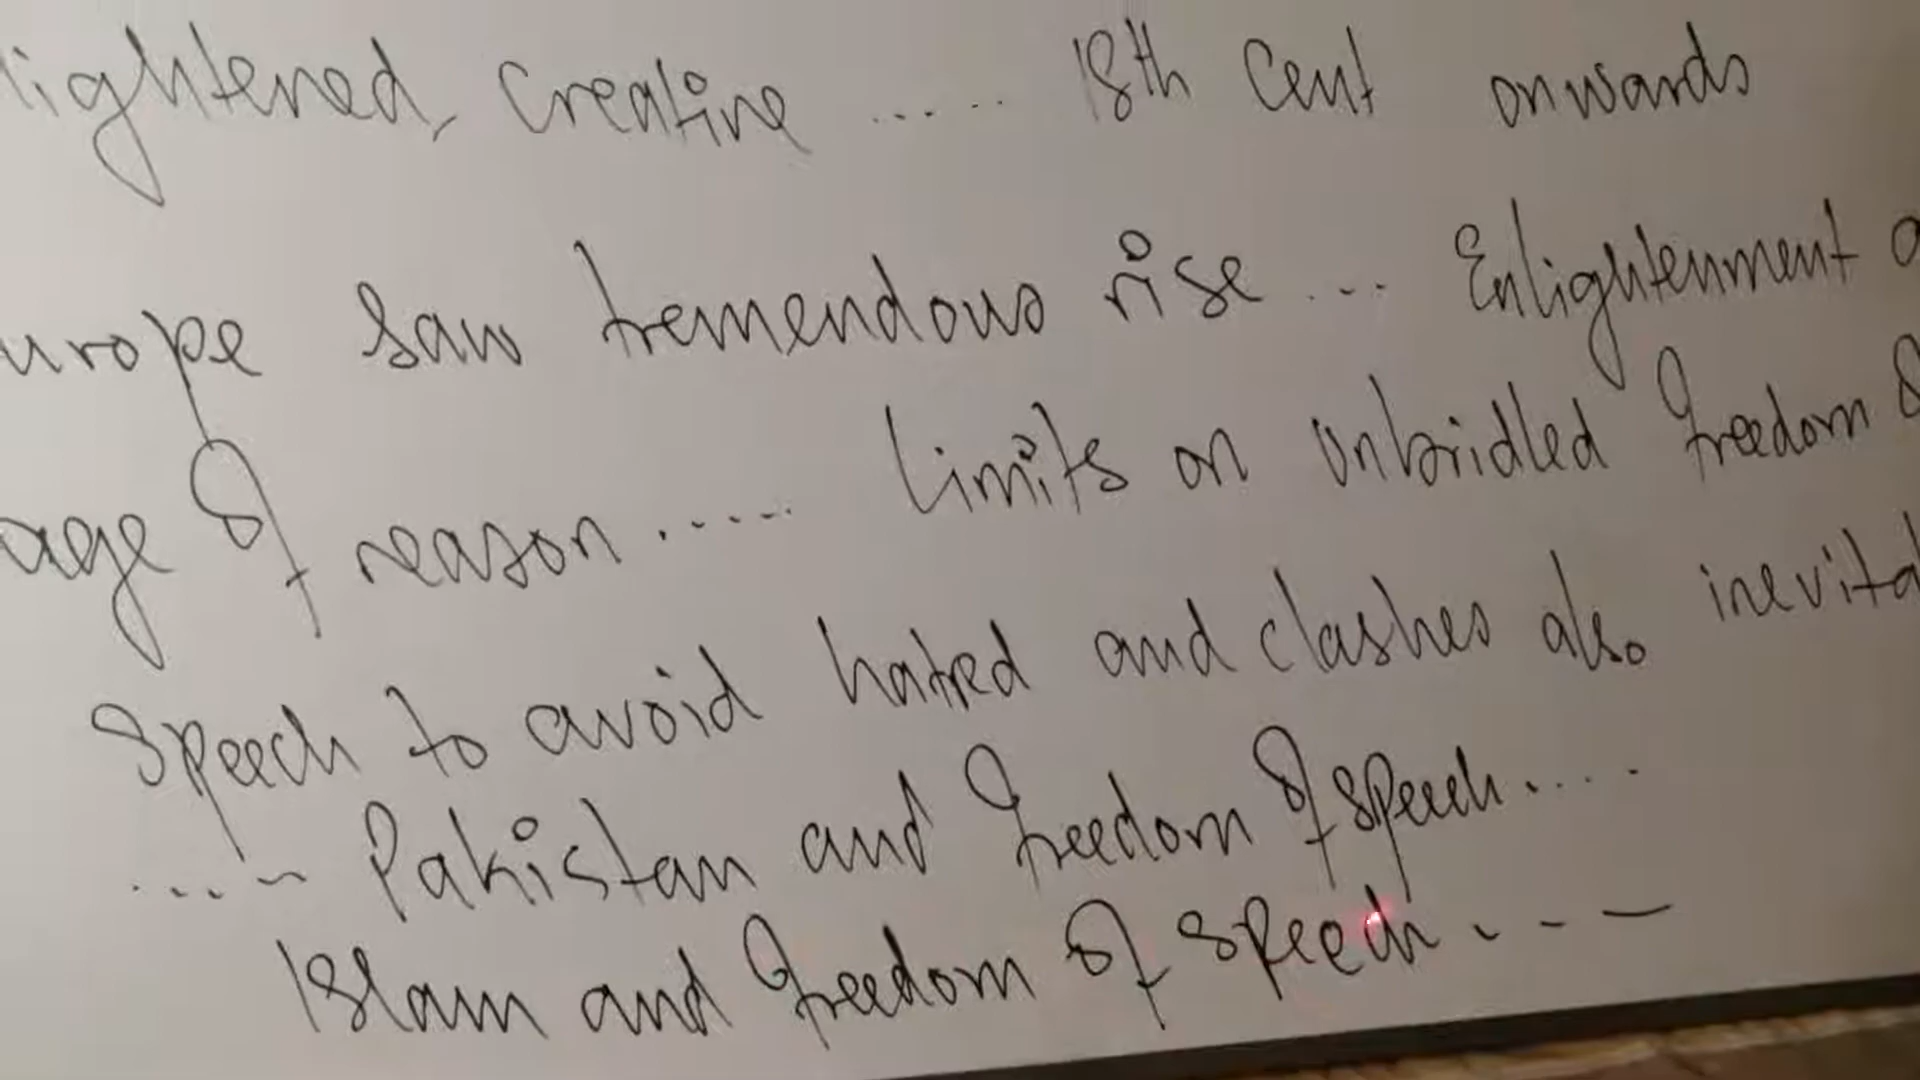 lightened, creative ..... 18th Cent onwards
urope saw tremendous rise ... Enlightenment
age of reason ..... limits on unbridled freedom of
speech to avoid hatred and clashes also inevita
.... Pakistan and freedom of speech....
Islam and freedom of speech....